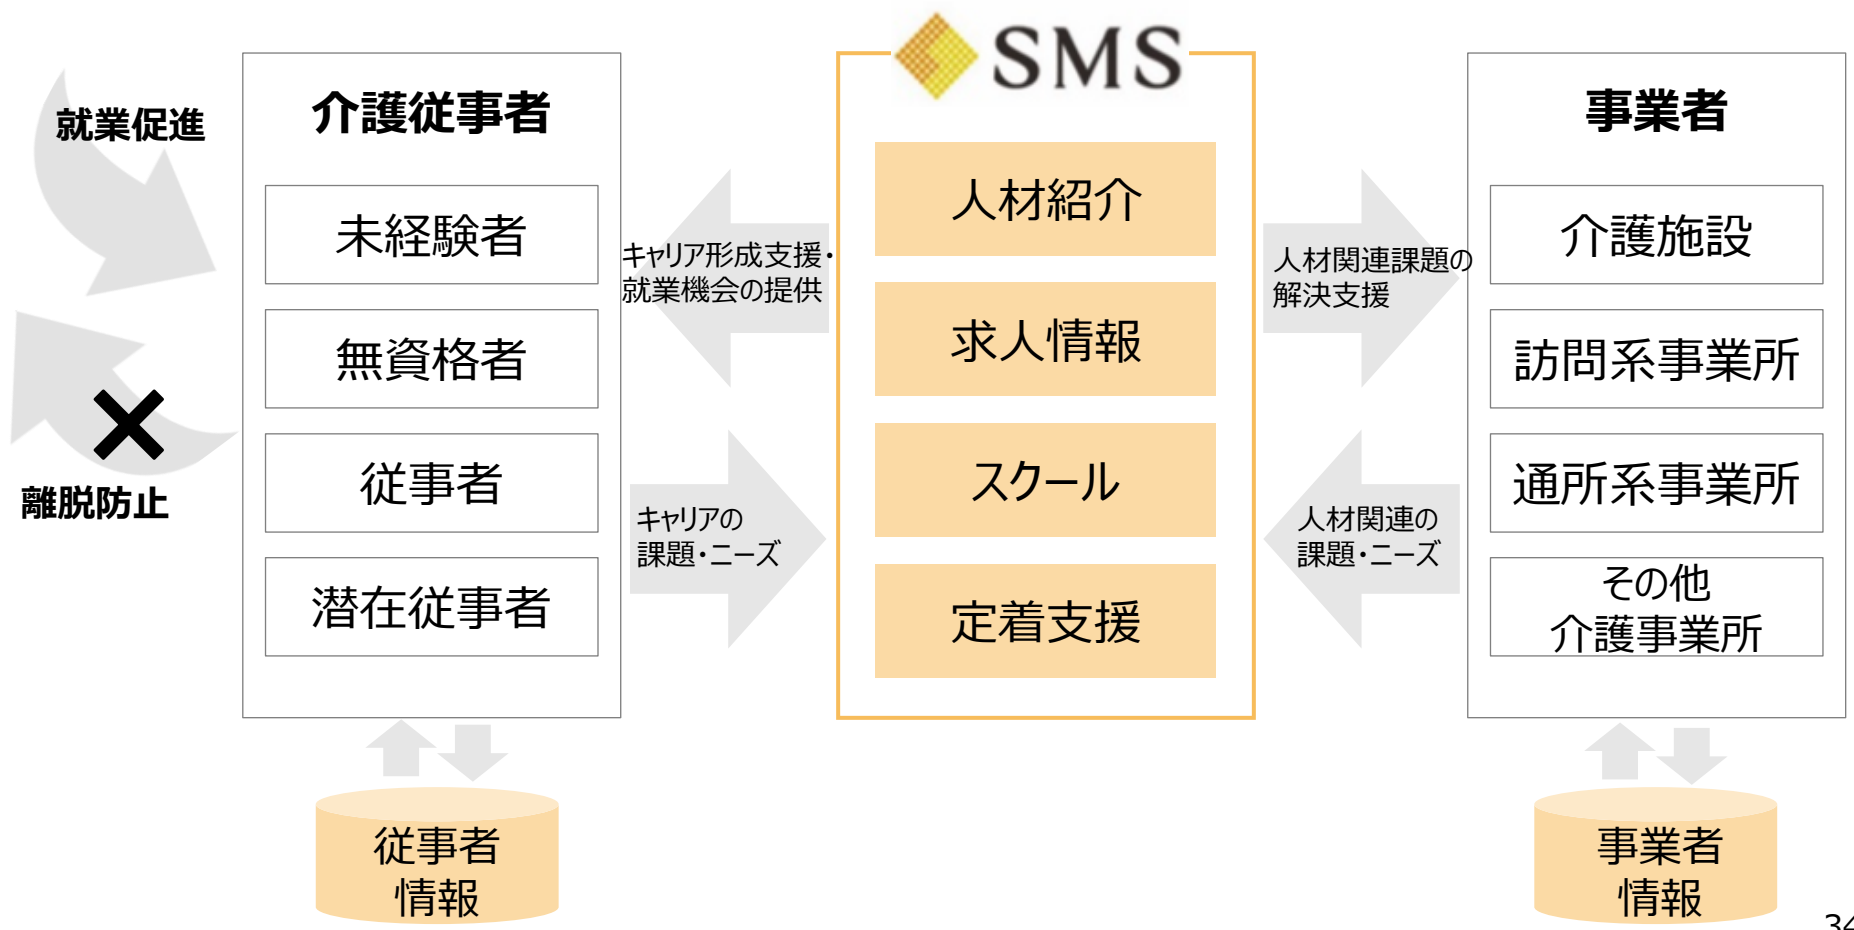 SMS
就業促進
離脱防止
介護従事者
未経験者
無資格者
従事者
潜在従事者
キャリア形成支援・
就業機会の提供
キャリアの
課題・ニーズ
人材紹介
求人情報
スクール
定着支援
人材関連課題の
解決支援
人材関連の
課題・ニーズ
事業者
介護施設
訪問系事業所
通所系事業所
その他
介護事業所
従事者
情報
事業者
情報
34